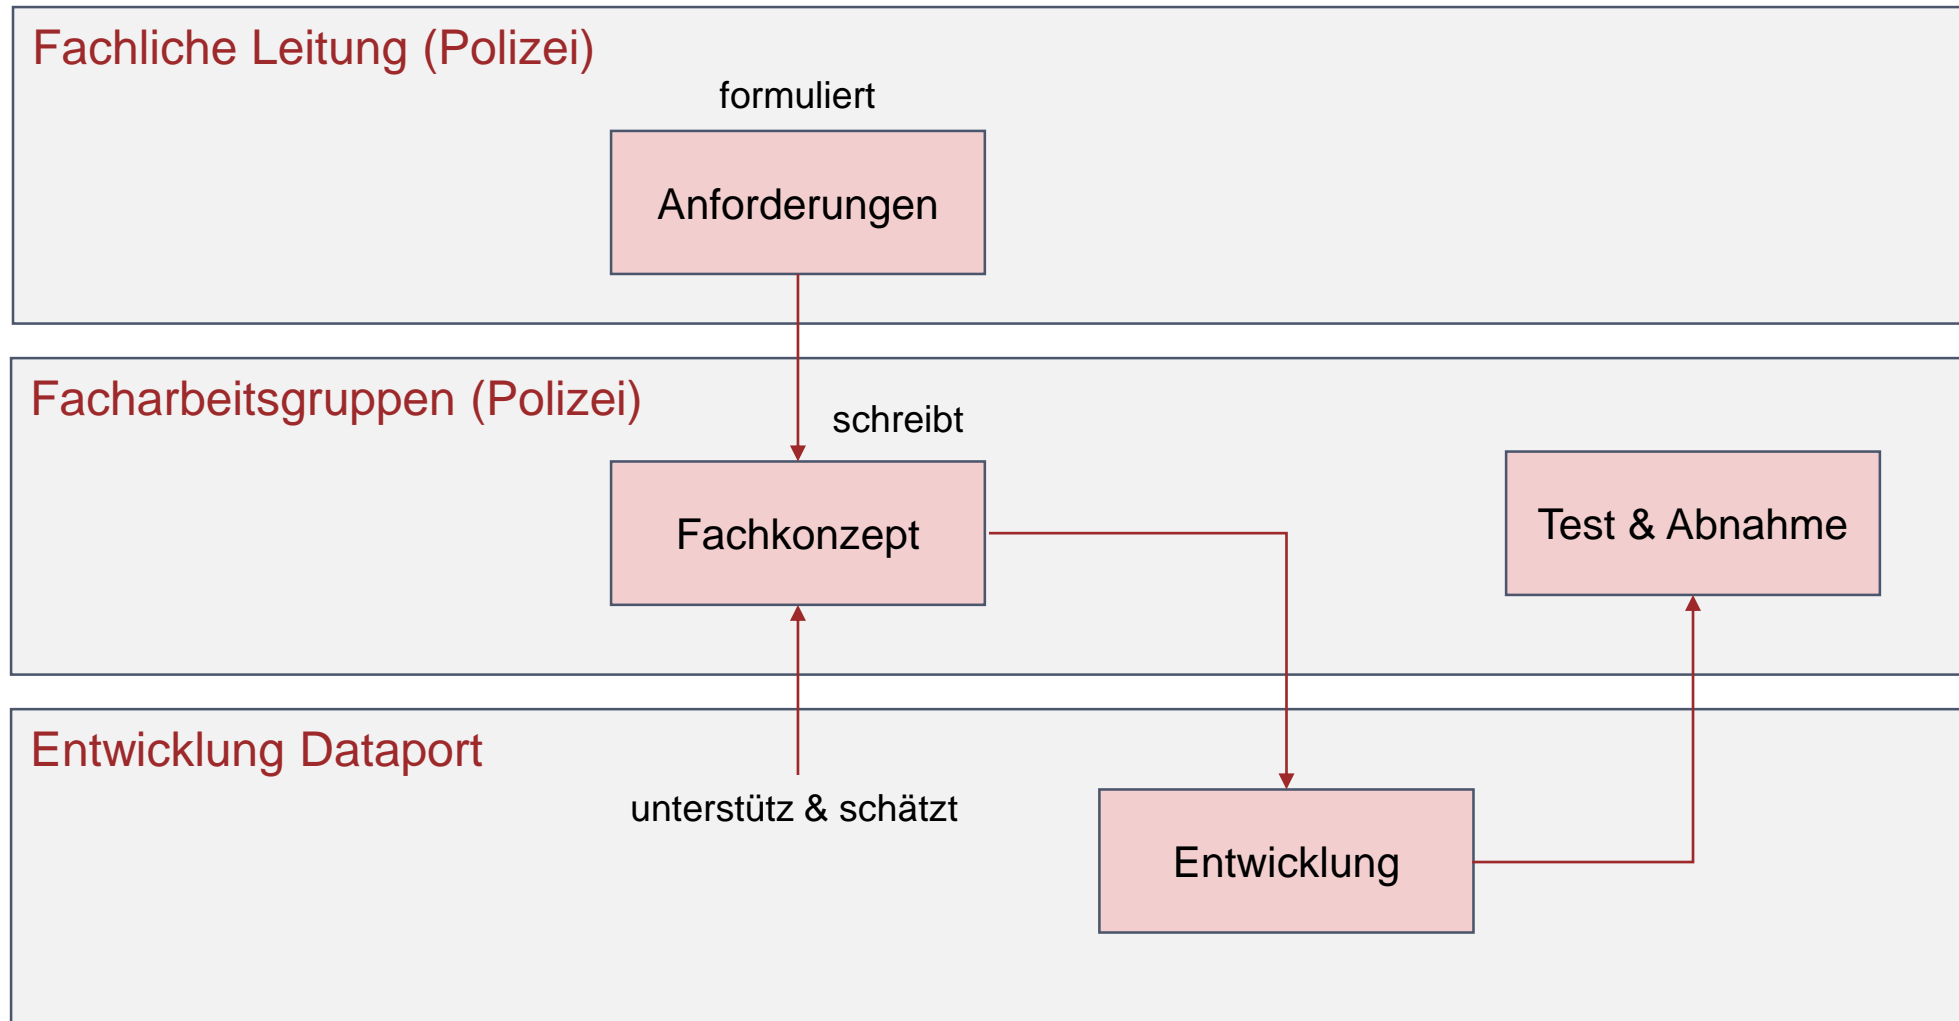 Fachliche Leitung (Polizei)
formuliert
Anforderungen
Facharbeitsgruppen (Polizei)
schreibt
Fachkonzept
Test & Abnahme
Entwicklung Dataport
unterstütz & schätzt
Entwicklung